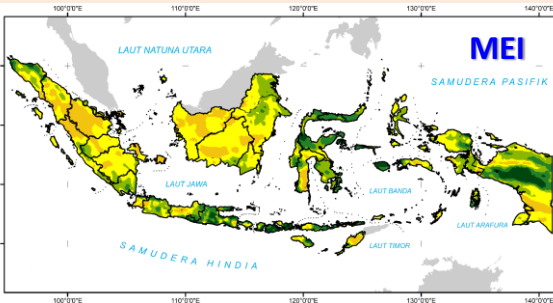 100°0'0"E 110°0'0"E 120°0'0"E 130°0'0"E 140°0'0"E
MEI
LAUT NATUNA UTARA
SAMUDERA PASIFIK
LAUT JAWA
LAUT BANDA
LAUT ARAFURA
SAMUDERA HINDIA
LAUT TIMOR
100°0'0"E 110°0'0"E 120°0'0"E 130°0'0"E 140°0'0"E